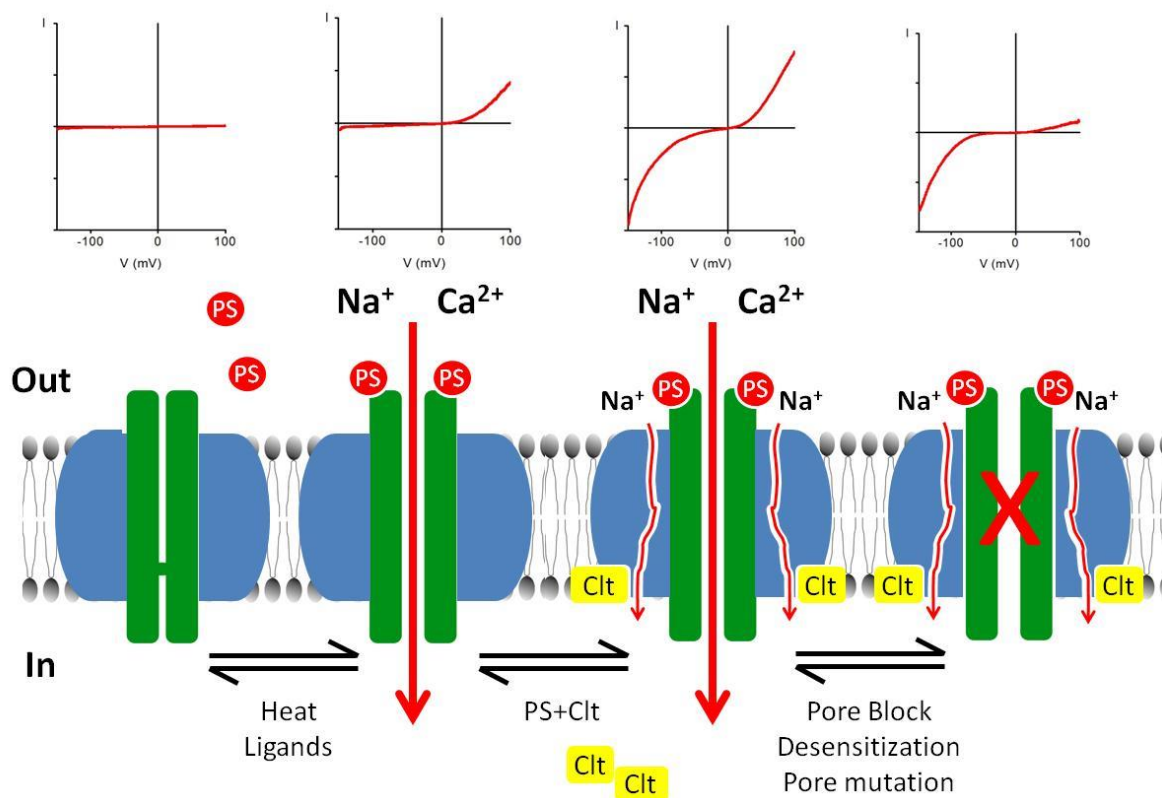 I
I
I
I
-100 0 100
-100 0 100
-100 0 100
-100 0 100
V (mV)
V (mV)
V (mV)
V (mV)
PS
Na⁺ Ca²⁺
Na⁺ Ca²⁺
PS
Out
PS PS
PS PS
PS PS
Na⁺ Na⁺
Na⁺ Na⁺
X
Clt Clt
Clt Clt
In
Heat
Ligands
PS+Clt
Pore Block
Desensitization
Pore mutation
Clt
Clt